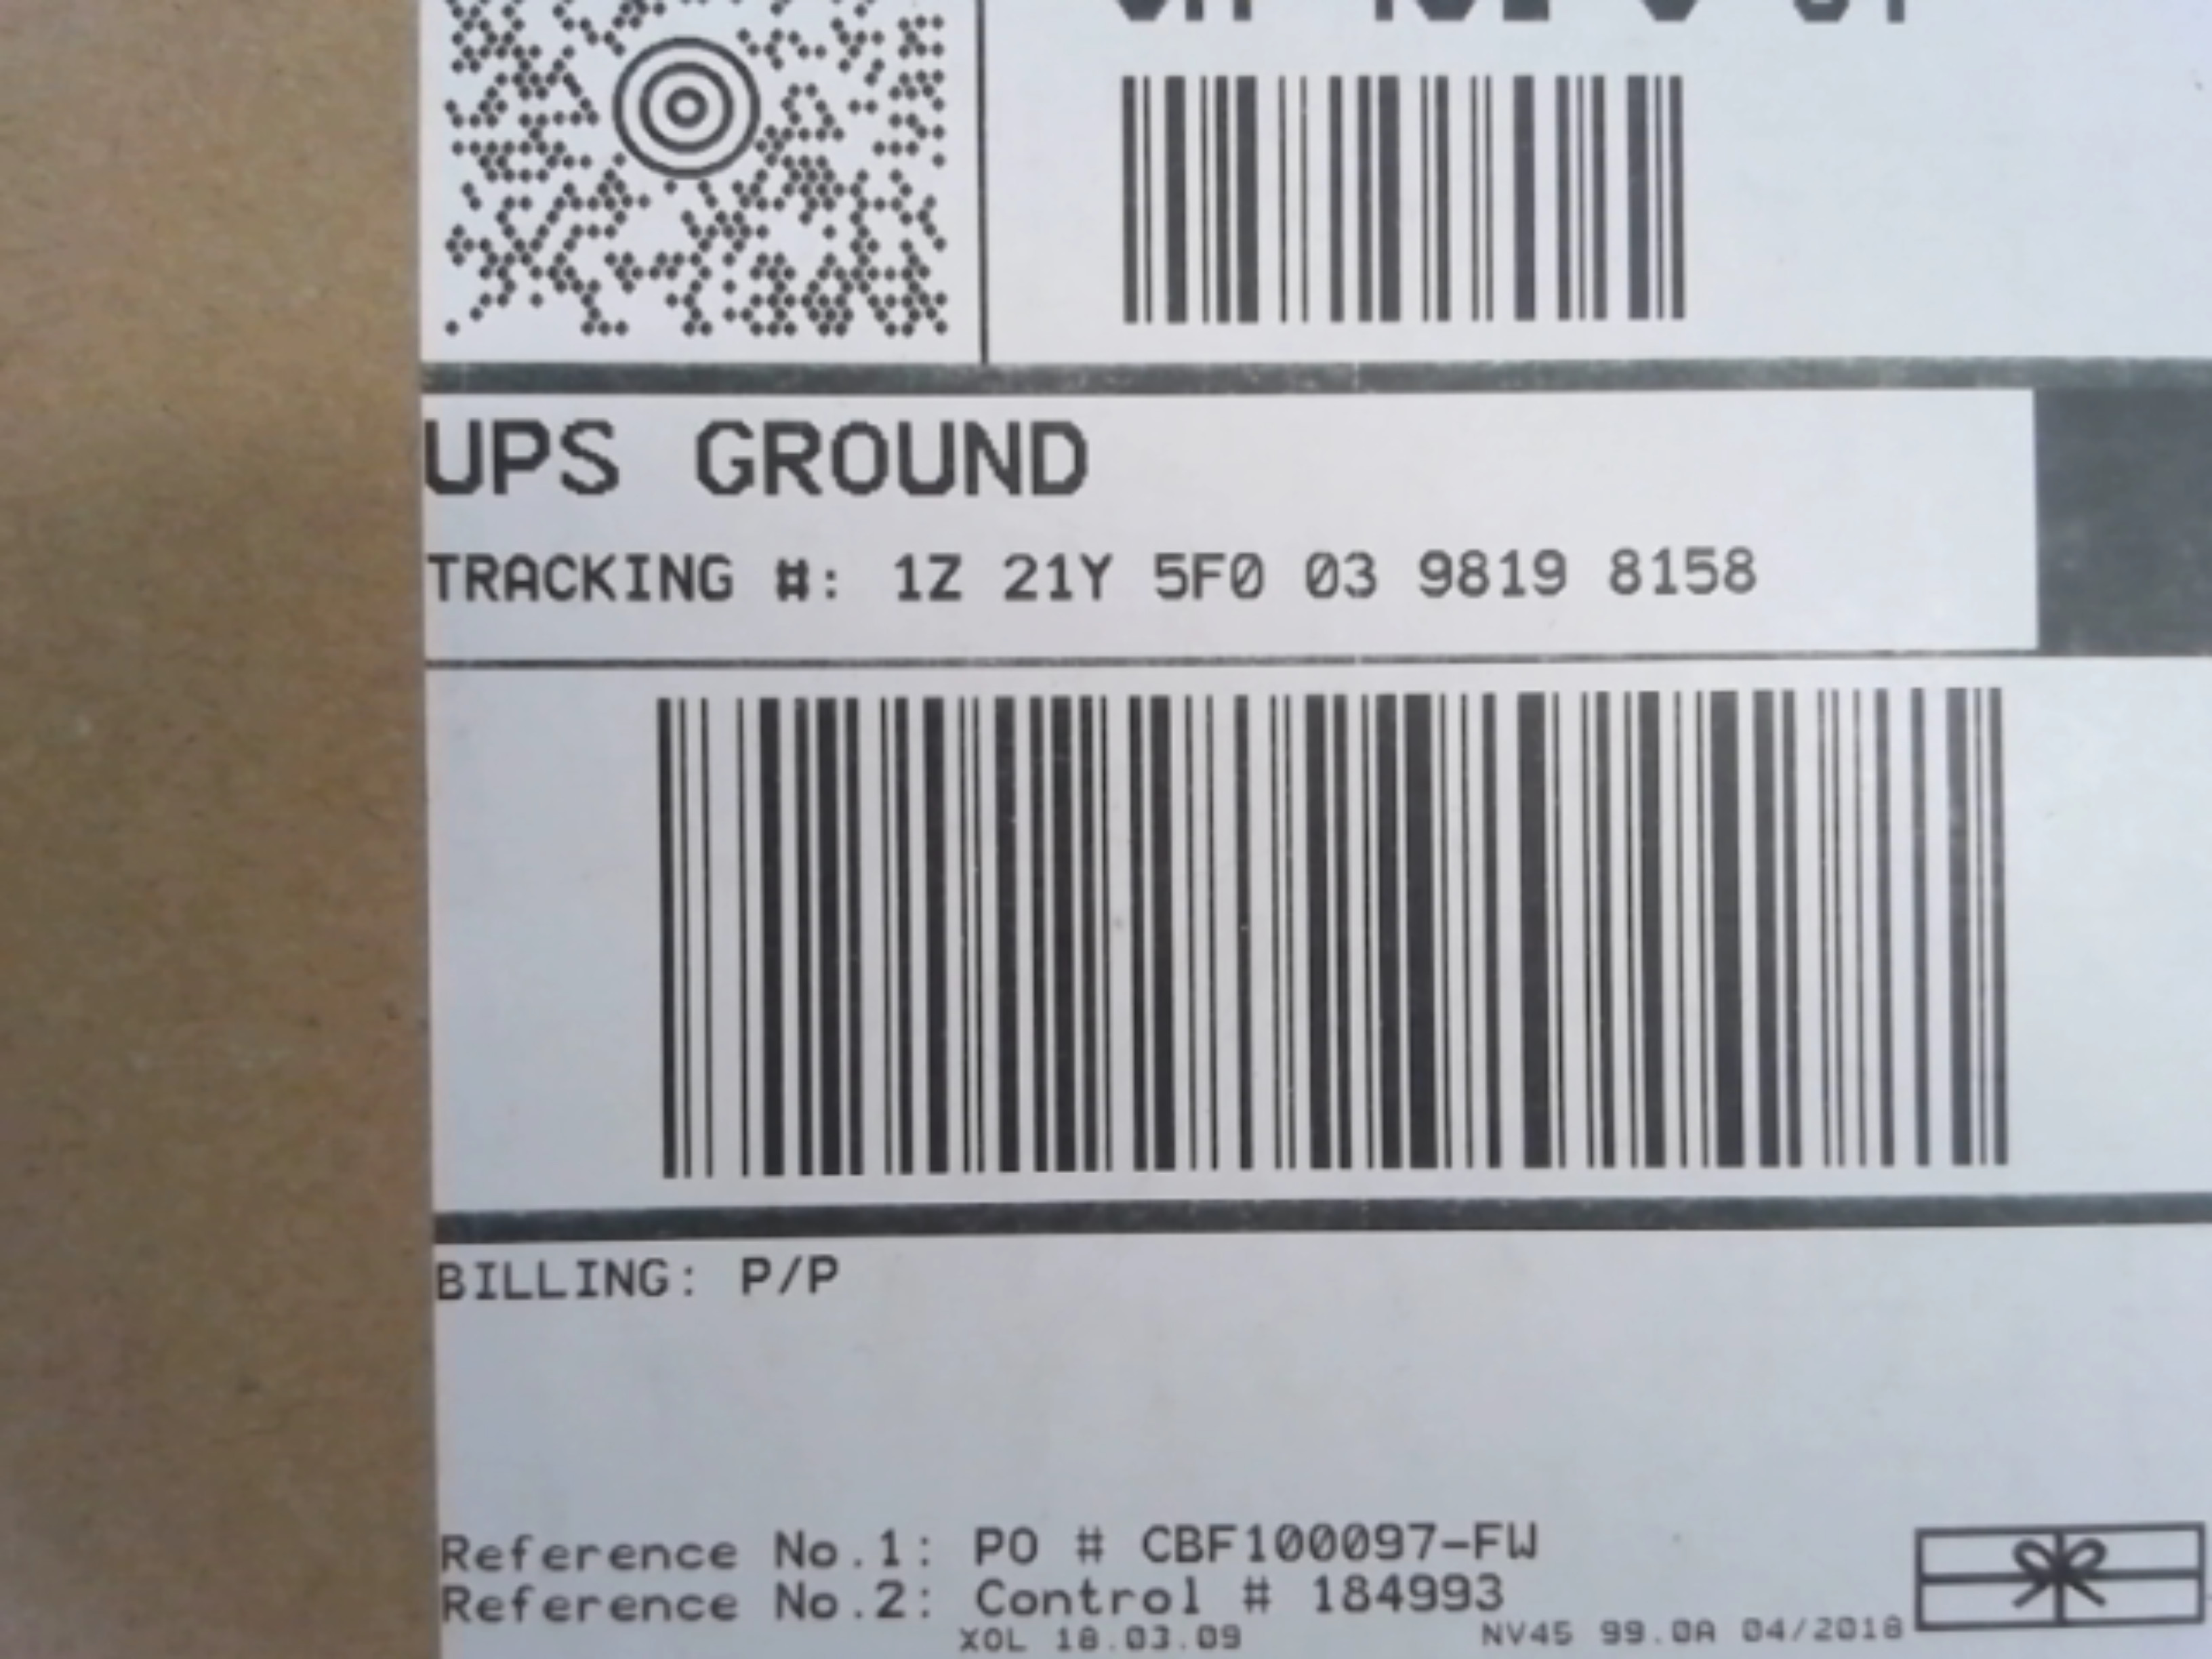 UPS GROUND
TRACKING #: 1Z 21Y 5F0 03 9819 8158
BILLING: P/P
Reference No.1: PO # CBF100097-FW
Reference No.2: Control # 184993
XOL 18.03.09 NV45 99.0A 04/2018